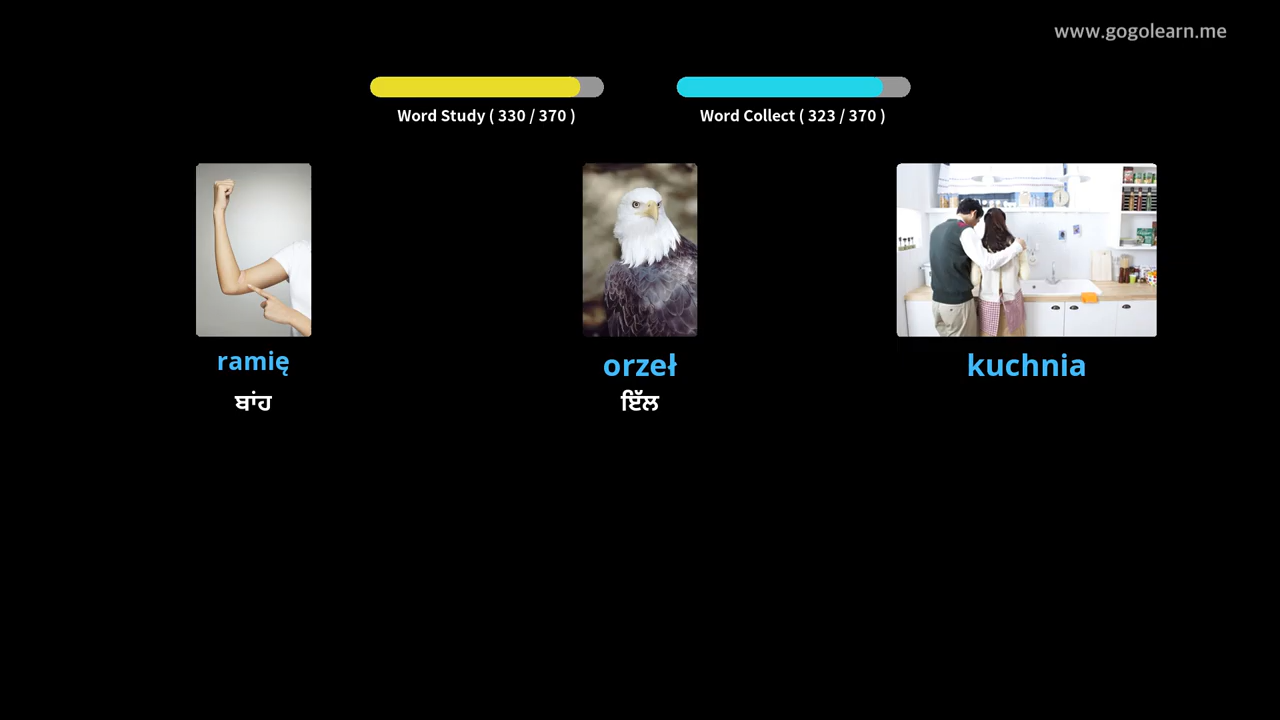 www.gogolearn.me
Word Study ( 330 / 370 )
Word Collect ( 323 / 370 )
ramię
orzeł
kuchnia
ਬਾਂਹ
ਇੱਲ